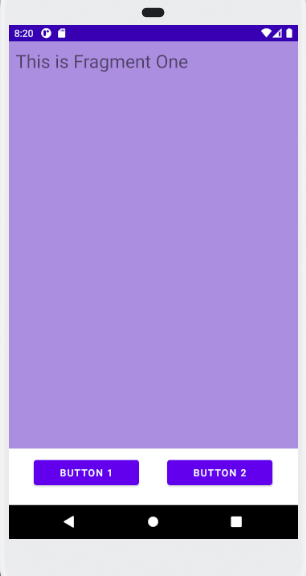 8:20
This is Fragment One
BUTTON 1 BUTTON 2